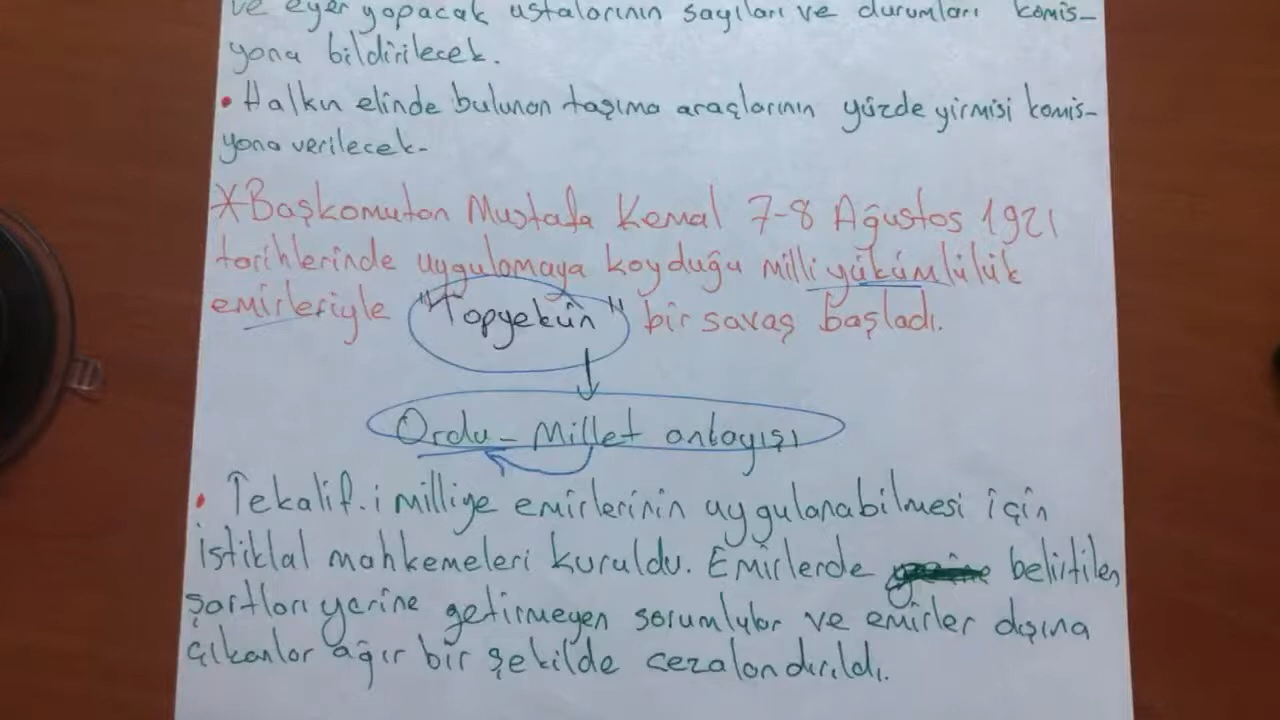 ve eyer yapacak ustalarının sayıları ve durumları komis-
yona bildirilecek.
• Halkın elinde bulunan taşıma araçlarının yüzde yirmisi komis-
yona verilecek.
* Başkomutan Mustafa Kemal 7-8 Ağustos 1921
tarihlerinde uygulamaya koyduğu milli yükümlülük
emirleriyle "Topyekûn" bir savaş başladı.
Ordu - Millet anlayışı
• Tekalif-i milliye emirlerinin uygulanabilmesi için
istiklal mahkemeleri kuruldu. Emirlerde belirtilen
şartları yerine getirmeyen sorumlular ve emirler dışına
çıkanlar ağır bir şekilde cezalandırıldı.